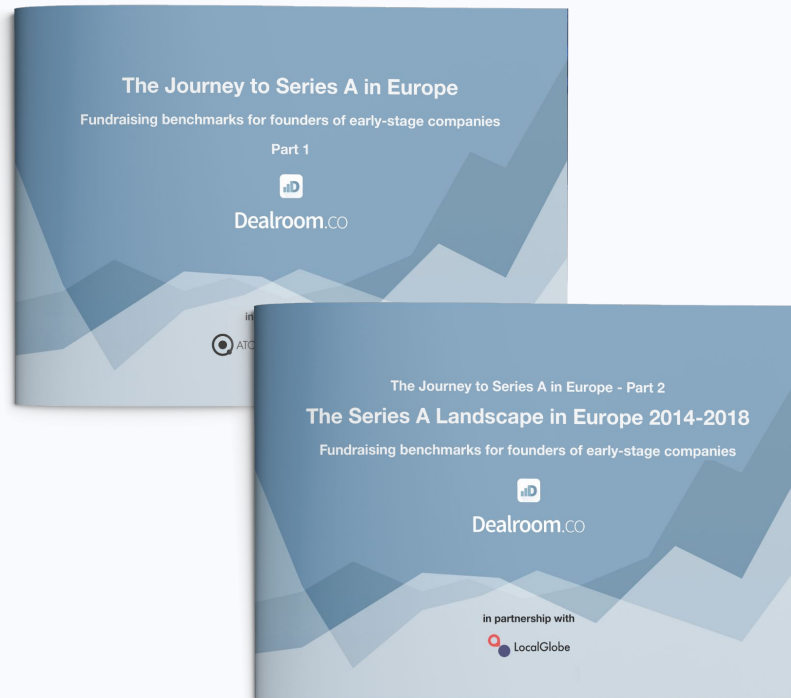 The Journey to Series A in Europe
Fundraising benchmarks for founders of early-stage companies
Part 1
Dealroom.co
in
The Journey to Series A in Europe - Part 2
The Series A Landscape in Europe 2014-2018
Fundraising benchmarks for founders of early-stage companies
Dealroom.co
in partnership with
LocalGlobe